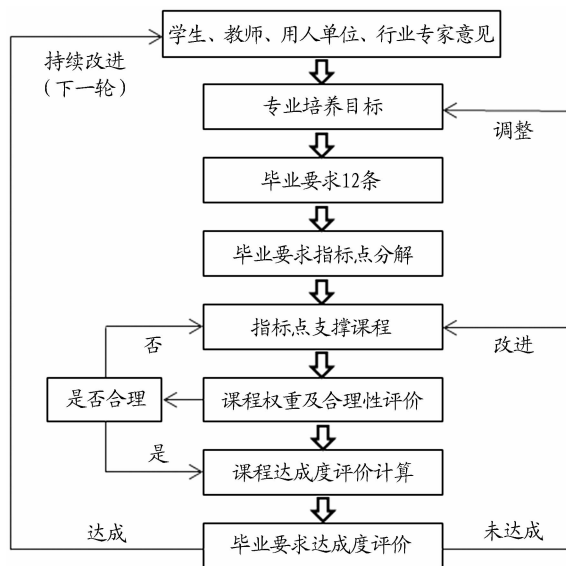 学生、教师、用人单位、行业专家意见
持续改进
（下一轮）
专业培养目标
调整
毕业要求12条
毕业要求指标点分解
指标点支撑课程
否
改进
是否合理
课程权重及合理性评价
是
课程达成度评价计算
达成
毕业要求达成度评价
未达成